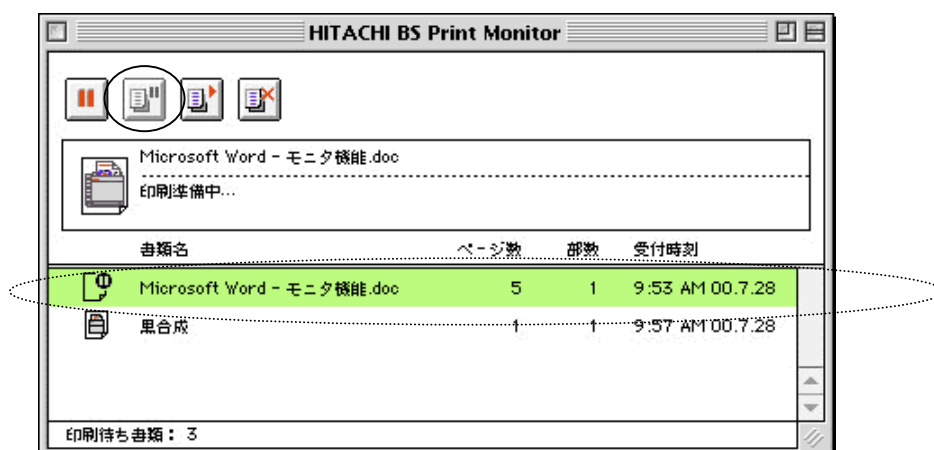 HITACHI BS Print Monitor
Microsoft Word - モニタ機能.doc
印刷準備中...
書類名 ページ数 部数 受付時刻
Microsoft Word - モニタ機能.doc 5 1 9:53 AM 00.7.28
黒合成 1 1 9:57 AM 00.7.28
印刷待ち書類： 3